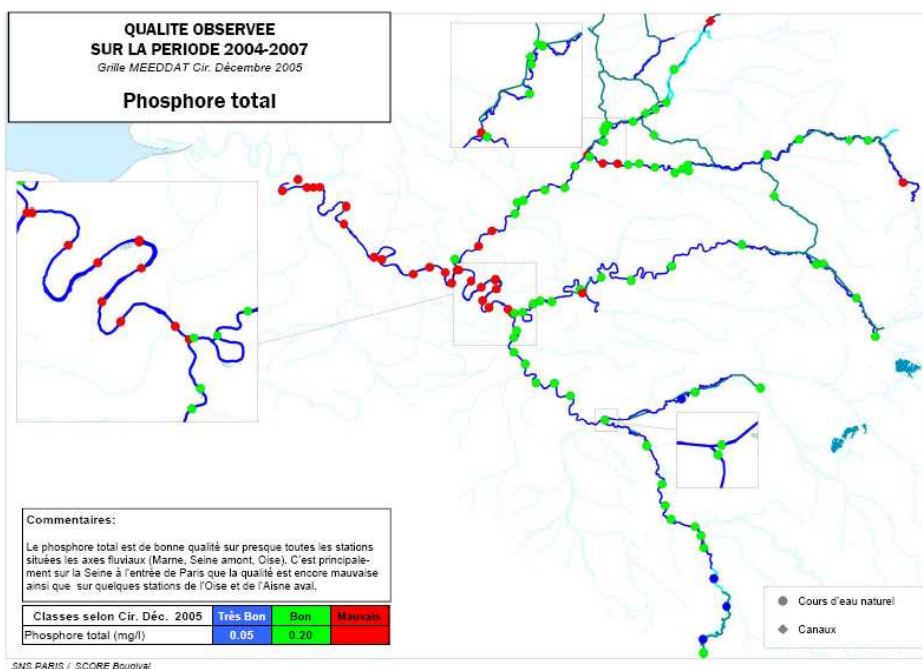 QUALITE OBSERVEE
SUR LA PERIODE 2004-2007
Grille MEEDDAT Cir. Décembre 2005
Phosphore total
Commentaires:
Le phosphore total est de bonne qualité sur presque toutes les stations
situées les axes fluviaux (Marne, Seine amont, Oise). C'est principale-
ment sur la Seine à l'entrée de Paris que la qualité est encore mauvaise
ainsi que sur quelques stations de l'Oise et de l'Aisne aval.
Classes selon Cir. Déc. 2005 Très Bon Bon Mauvais
Phosphore total (mg/l) 0.05 0.20
Cours d'eau naturel
Canaux
SNS PARIS / SCORE Bougival